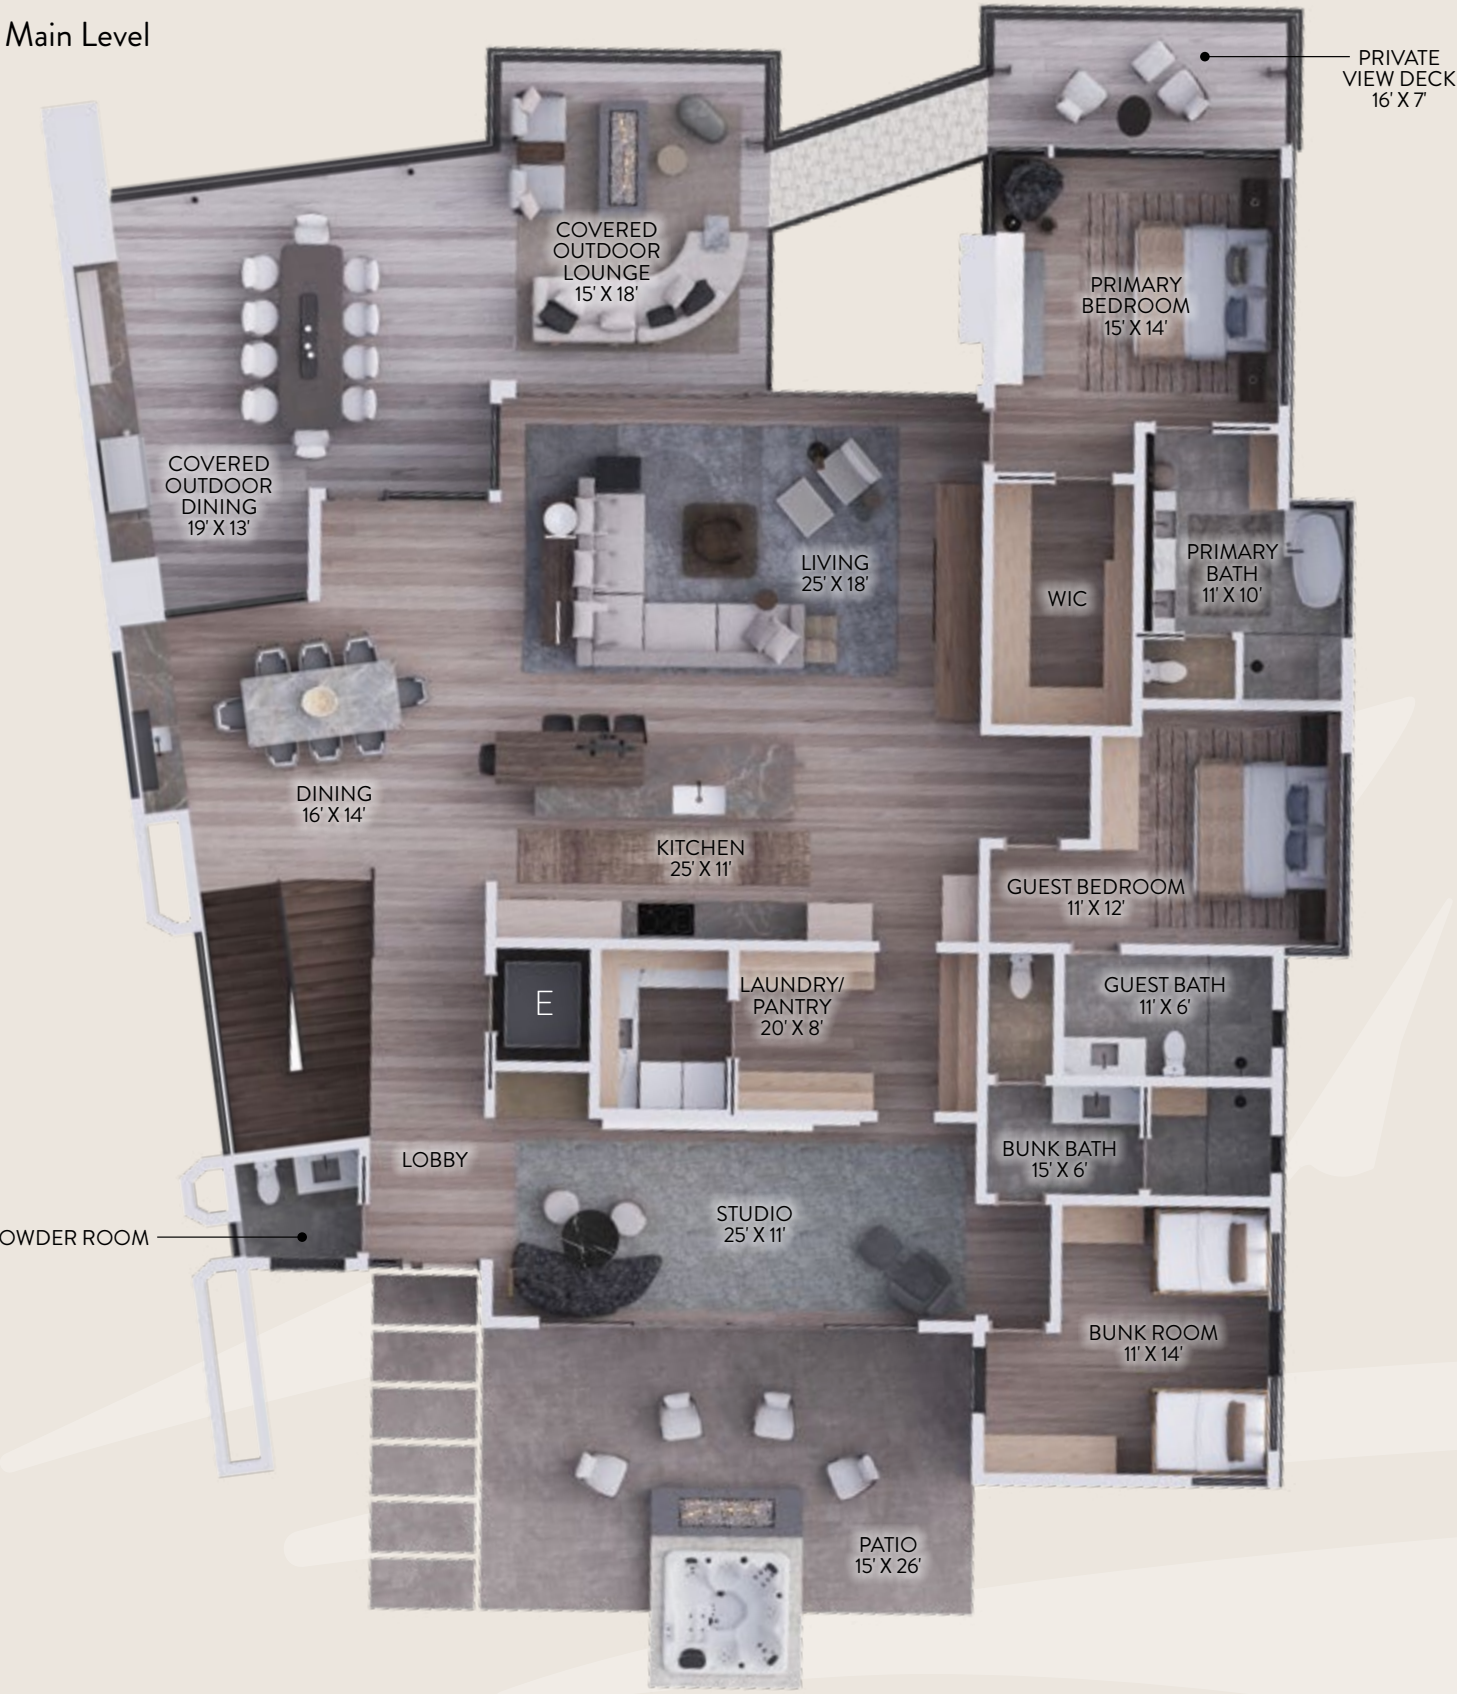 Main Level
PRIVATE
VIEW DECK
16' X 7'
COVERED
OUTDOOR
LOUNGE
15' X 18'
PRIMARY
BEDROOM
15' X 14'
COVERED
OUTDOOR
DINING
19' X 13'
LIVING
25' X 18'
PRIMARY
BATH
11' X 10'
WIC
DINING
16' X 14'
KITCHEN
25' X 11'
GUEST BEDROOM
11' X 12'
E
LAUNDRY/
PANTRY
20' X 8'
GUEST BATH
11' X 6'
LOBBY
BUNK BATH
15' X 6'
STUDIO
25' X 11'
OWDER ROOM
BUNK ROOM
11' X 14'
PATIO
15' X 26'